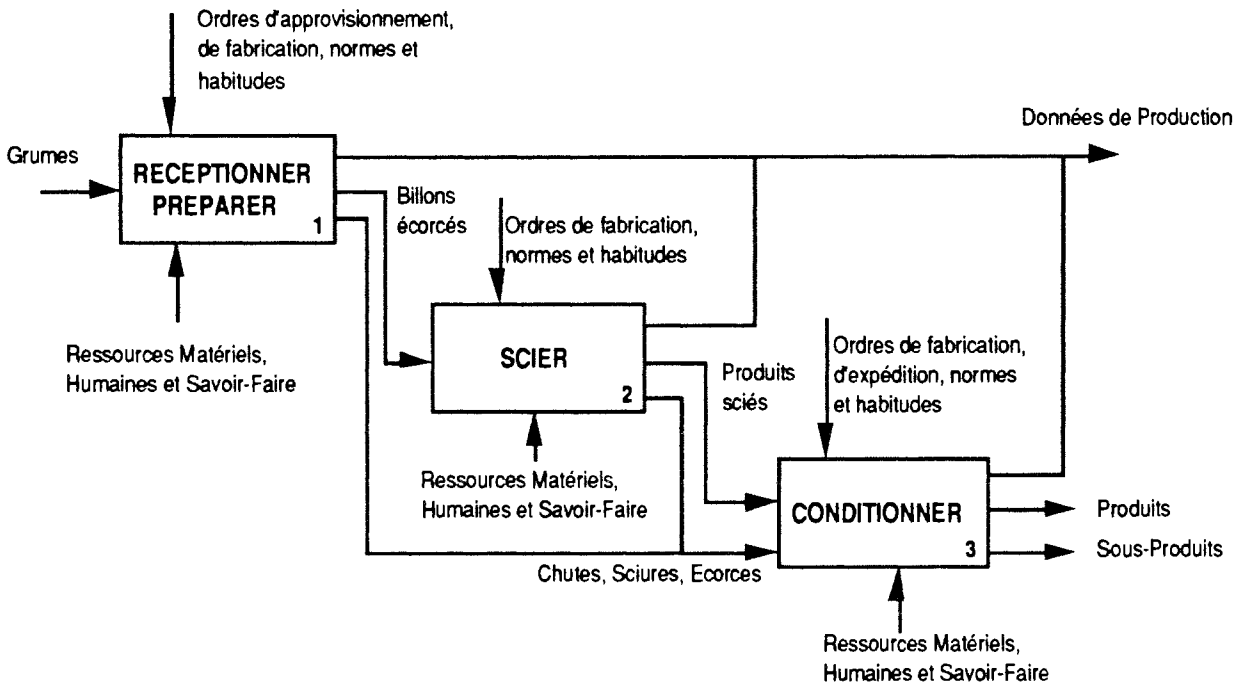 Ordres d'approvisionnement,
de fabrication, normes et
habitudes
Données de Production
Grumes
RECEPTIONNER
PREPARER
1
Billons
écorcés
Ordres de fabrication,
normes et habitudes
Ressources Matériels,
Humaines et Savoir-Faire
SCIER
2
Produits
sciés
Ordres de fabrication,
d'expédition, normes
et habitudes
Ressources Matériels,
Humaines et Savoir-Faire
CONDITIONNER
3
Produits
Sous-Produits
Chutes, Sciures, Ecorces
Ressources Matériels,
Humaines et Savoir-Faire